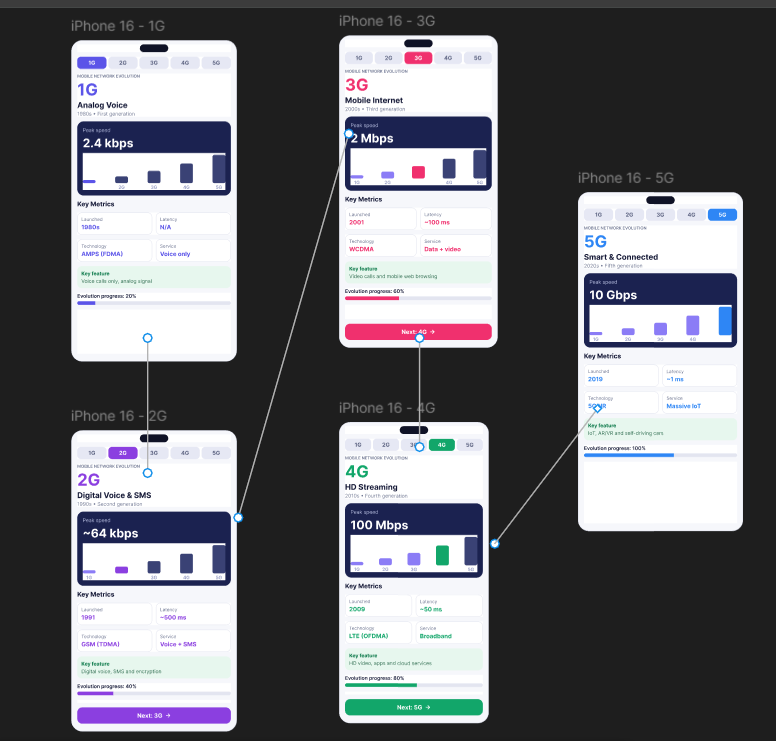 iPhone 16 - 1G
1G 2G 3G 4G 5G
MOBILE NETWORK EVOLUTION
1G
Analog Voice
1980s • First generation
Peak speed
2.4 kbps
2G 3G 4G 5G
Key Metrics
Launched
1980s
Latency
N/A
Technology
AMPS (FDMA)
Service
Voice only
Key feature
Voice calls only, analog signal
Evolution progress: 20%
iPhone 16 - 2G
1G 2G 3G 4G 5G
MOBILE NETWORK EVOLUTION
2G
Digital Voice & SMS
1990s • Second generation
Peak speed
~64 kbps
1G 3G 4G 5G
Key Metrics
Launched
1991
Latency
~500 ms
Technology
GSM (TDMA)
Service
Voice + SMS
Key feature
Digital voice, SMS and encryption
Evolution progress: 40%
Next: 3G →
iPhone 16 - 3G
1G 2G 3G 4G 5G
MOBILE NETWORK EVOLUTION
3G
Mobile Internet
2000s • Third generation
Peak speed
2 Mbps
1G 2G 4G 5G
Key Metrics
Launched
2001
Latency
~100 ms
Technology
WCDMA
Service
Data + video
Key feature
Video calls and mobile web browsing
Evolution progress: 60%
Next: 4G →
iPhone 16 - 4G
1G 2G 3G 4G 5G
MOBILE NETWORK EVOLUTION
4G
HD Streaming
2010s • Fourth generation
Peak speed
100 Mbps
1G 2G 3G 5G
Key Metrics
Launched
2009
Latency
~50 ms
Technology
LTE (OFDMA)
Service
Broadband
Key feature
HD video, apps and cloud services
Evolution progress: 80%
Next: 5G →
iPhone 16 - 5G
1G 2G 3G 4G 5G
MOBILE NETWORK EVOLUTION
5G
Smart & Connected
2020s • Fifth generation
Peak speed
10 Gbps
1G 2G 3G 4G
Key Metrics
Launched
2019
Latency
~1 ms
Technology
5G NR
Service
Massive IoT
Key feature
IoT, AR/VR and self-driving cars
Evolution progress: 100%